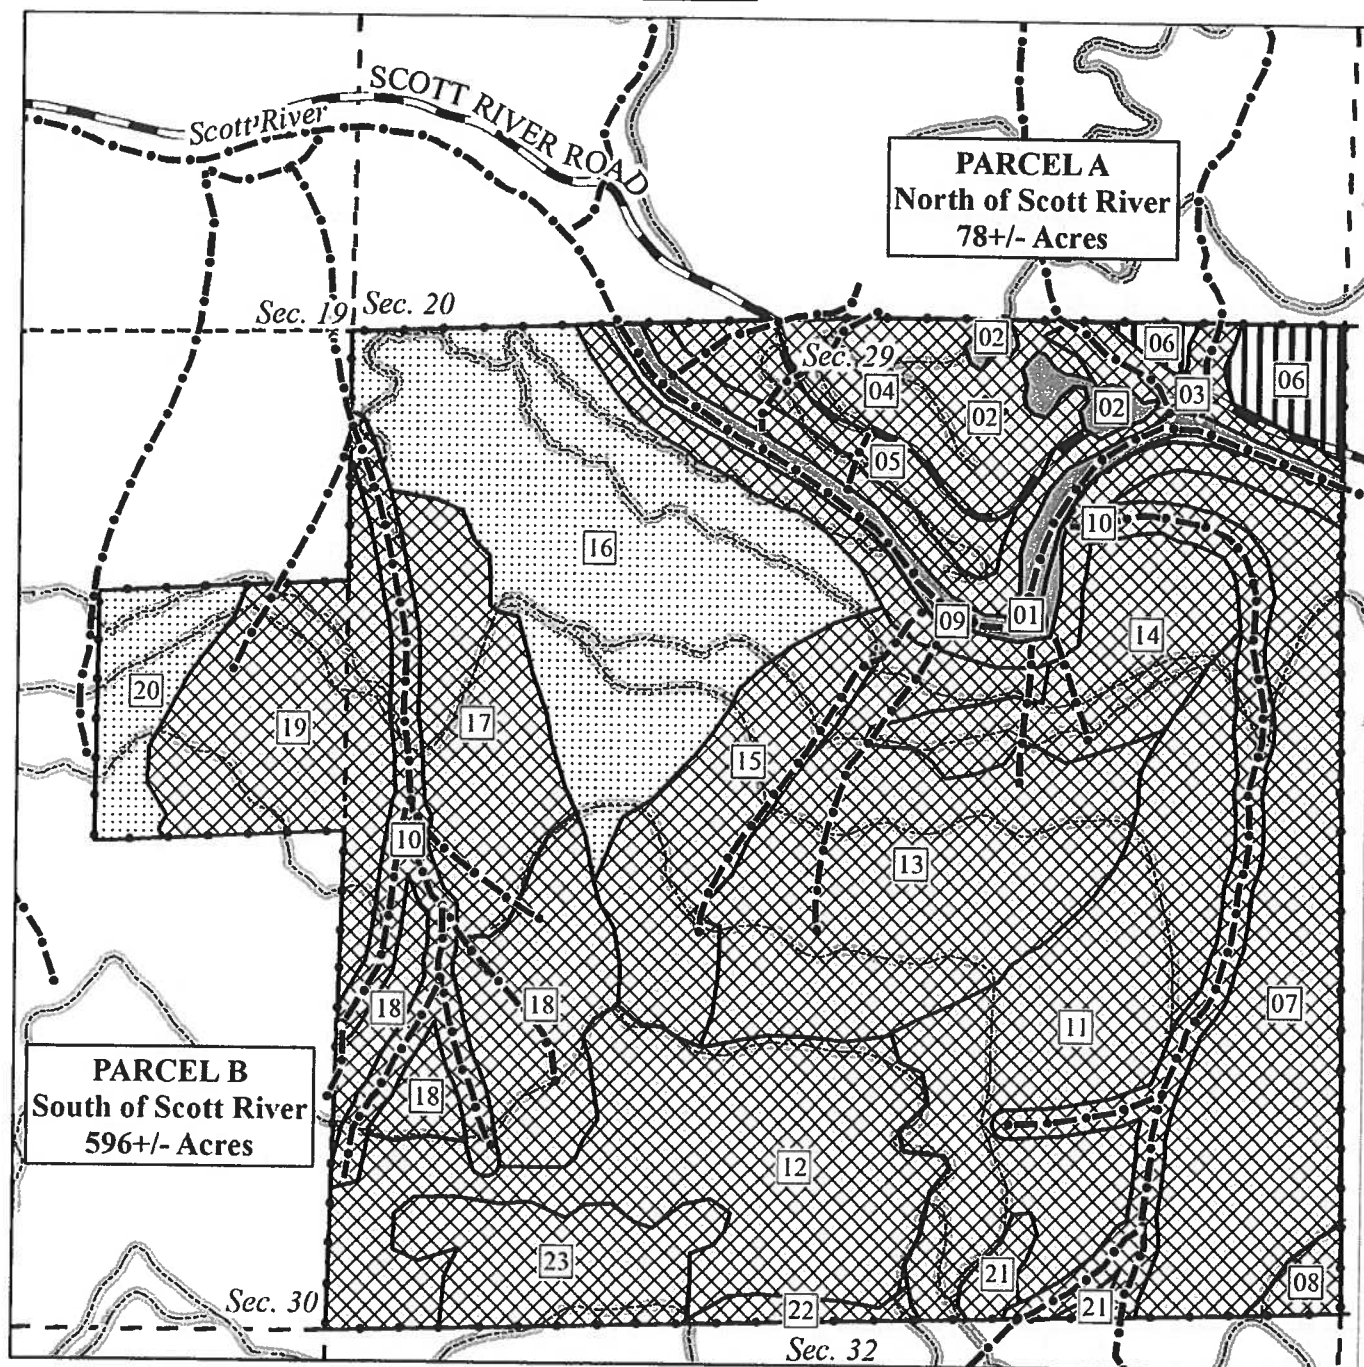 SCOTT RIVER ROAD
Scott River
PARCEL A
North of Scott River
78+/- Acres
Sec. 19
Sec. 20
Sec. 29
02
06
06
04
02
02
03
05
10
16
09
01
14
20
19
17
15
10
13
18
18
07
11
PARCEL B
South of Scott River
596+/- Acres
18
12
23
21
08
22
21
Sec. 30
Sec. 32